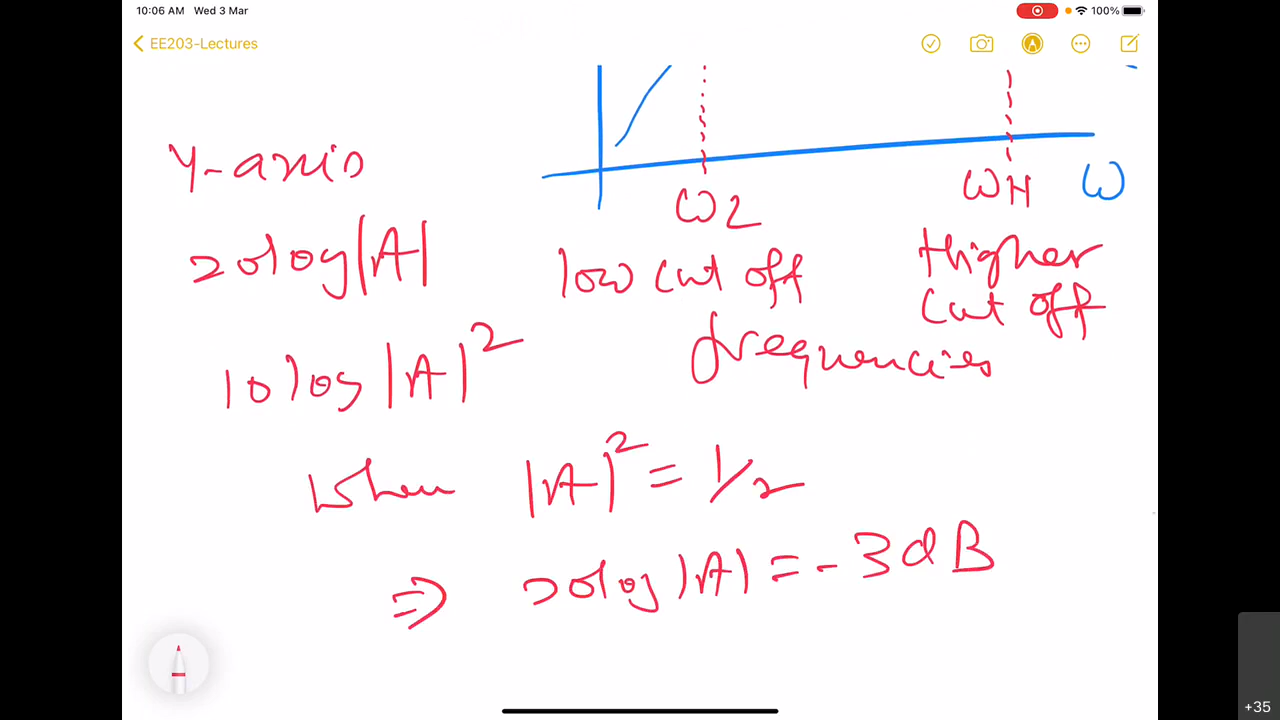 10:06 AM Wed 3 Mar
100%
EE203-Lectures
Y-axis
ωL ωH ω
20log|A|
low cut off Higher cut off
frequencies
10log|A|²
when |A|² = 1/2
⇒ 20log|A| = -3dB
+35